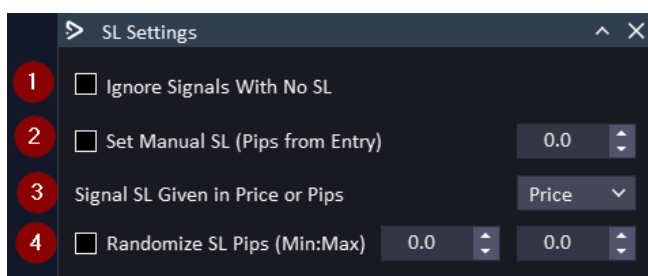 SL Settings
1 Ignore Signals With No SL
2 Set Manual SL (Pips from Entry) 0.0
3 Signal SL Given in Price or Pips Price
4 Randomize SL Pips (Min:Max) 0.0 0.0